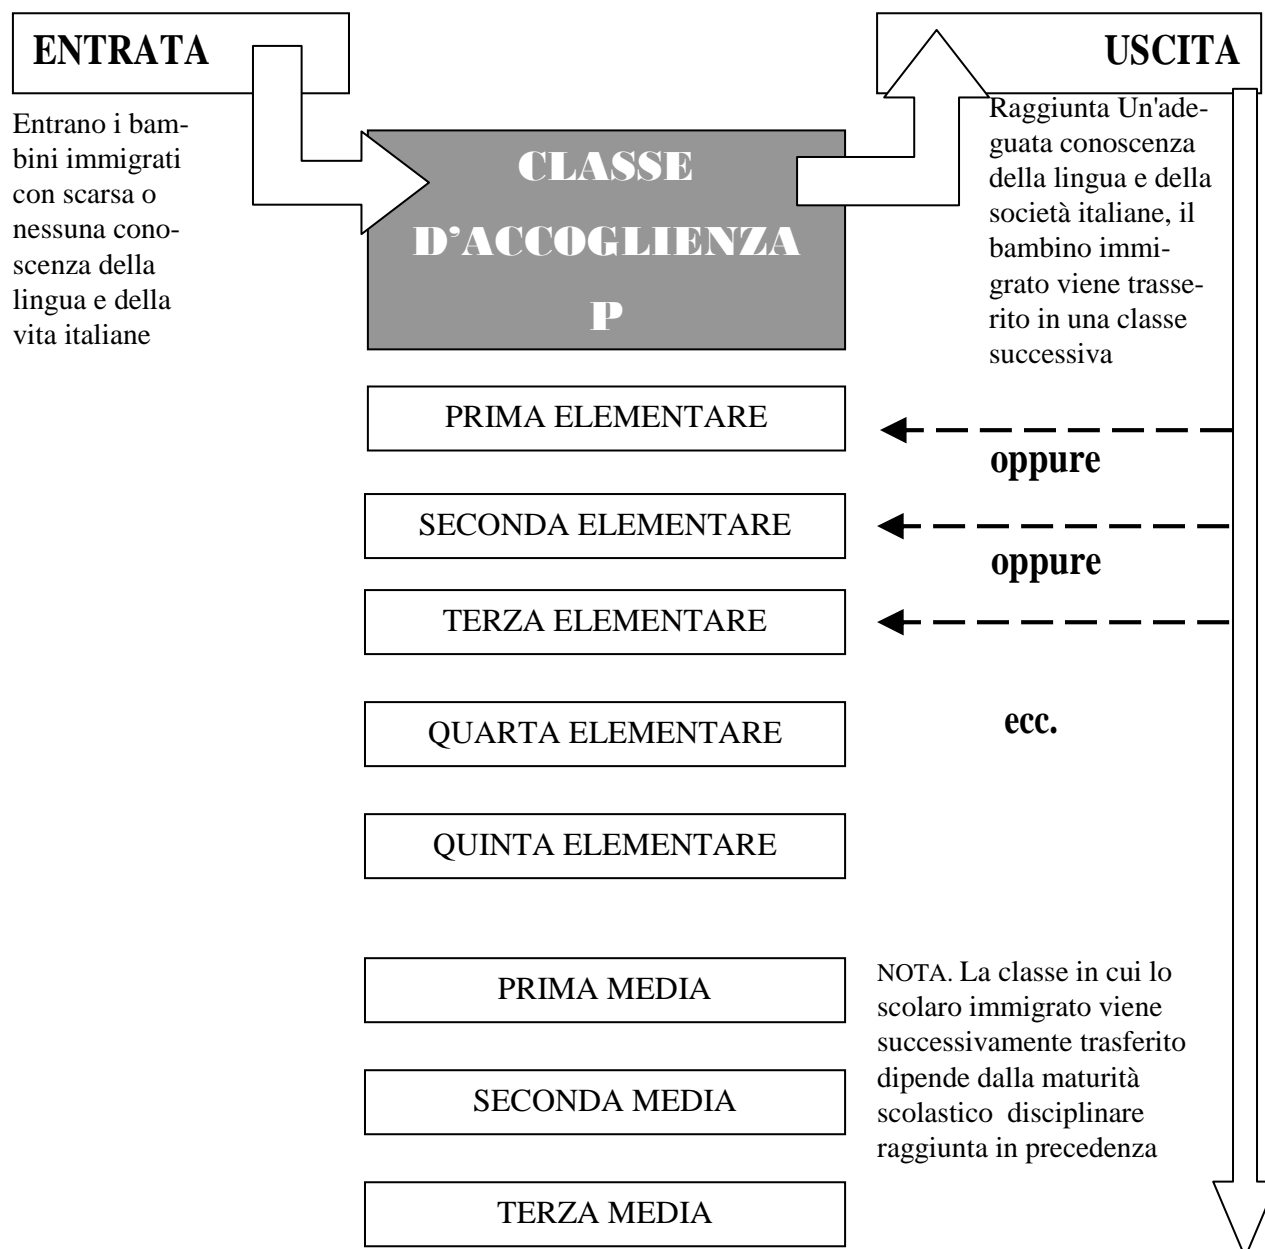 ENTRATA
Entrano i bam-
bini immigrati
con scarsa o
nessuna cono-
scenza della
lingua e della
vita italiane
CLASSE
D'ACCOGLIENZA
P
USCITA
Raggiunta Un'ade-
guata conoscenza
della lingua e della
società italiane, il
bambino immi-
grato viene trasse-
rito in una classe
successiva
PRIMA ELEMENTARE
oppure
SECONDA ELEMENTARE
oppure
TERZA ELEMENTARE
QUARTA ELEMENTARE
ecc.
QUINTA ELEMENTARE
PRIMA MEDIA
SECONDA MEDIA
TERZA MEDIA
NOTA. La classe in cui lo
scolaro immigrato viene
successivamente trasferito
dipende dalla maturità
scolastico disciplinare
raggiunta in precedenza